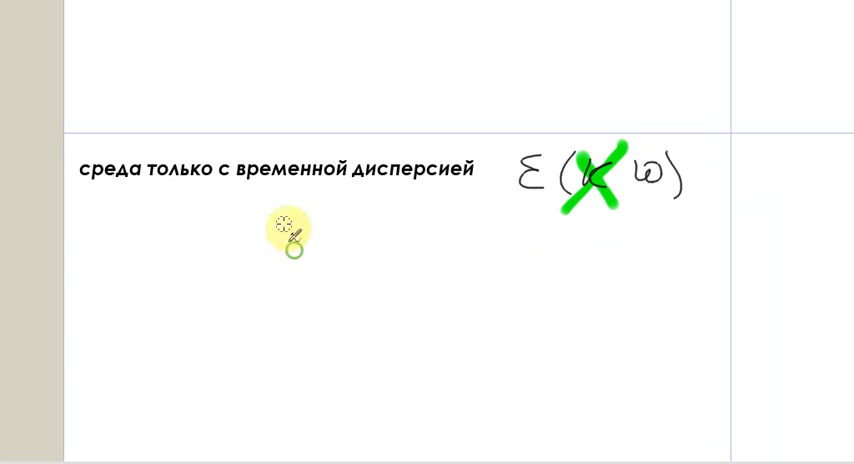 среда только с временной дисперсией ε (k ω)